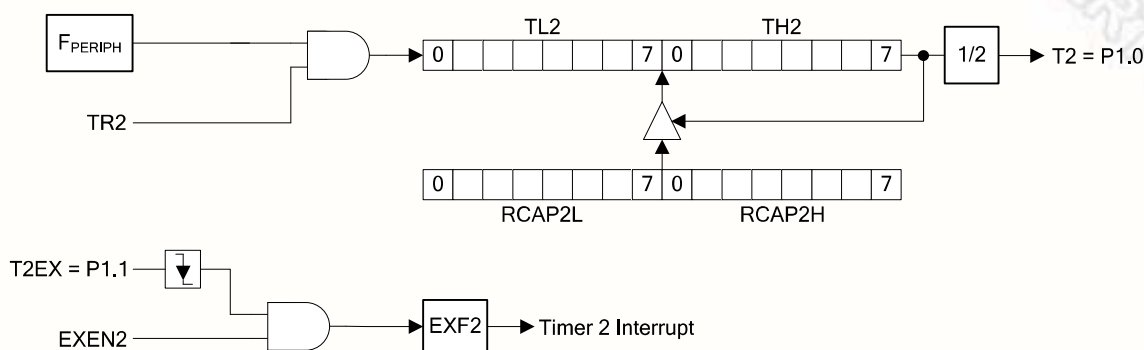 TL2 TH2
F_PERIPH 0 7 0 7 1/2 T2 = P1.0
TR2
0 7 0 7
RCAP2L RCAP2H
T2EX = P1.1
EXEN2 EXF2 Timer 2 Interrupt